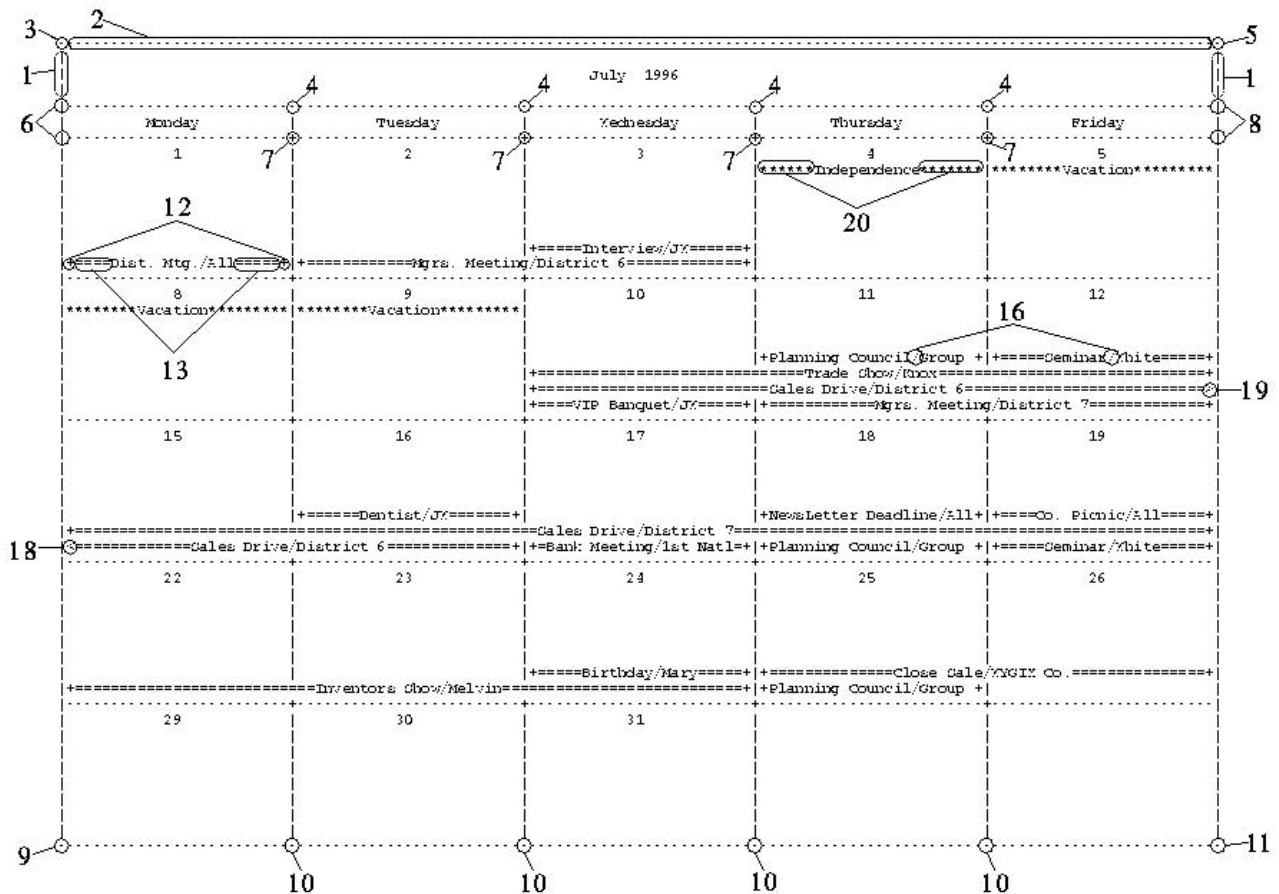 2
3 5
1 July 1996 1
4 4 4 4
6 Monday Tuesday Wednesday Thursday Friday 8
7 7 7 7
1 2 3 4 5
******Independence******* ********Vacation*********
20
12
+=====Interview/JW======+
+====Dist. Mtg./All=====+ +============Mgrs. Meeting/District 6=============+
8 9 10 11 12
********Vacation********* ********Vacation*********
13
16
+Planning Council/Group + +=====Seminar/White=====+
+==============================Trade Show/Knox==============================+
+==========================Sales Drive/District 6===========================+ 19
+====VIP Banquet/JW=====+ +============Mgrs. Meeting/District 7=============+
15 16 17 18 19
+======Dentist/JW=======+ +NewsLetter Deadline/All+ +====Co. Picnic/All=====+
+===================================================Sales Drive/District 7====================================================+
18 +=============Sales Drive/District 6==============+ +Bank Meeting/1st Natl=+ +Planning Council/Group + +=====Seminar/White=====+
22 23 24 25 26
+=====Birthday/Mary=====+ +==============Close Sale/ Co.===============+
+===========================Inventors Show/Melvin===========================+ +Planning Council/Group +
29 30 31
9 11
10 10 10 10